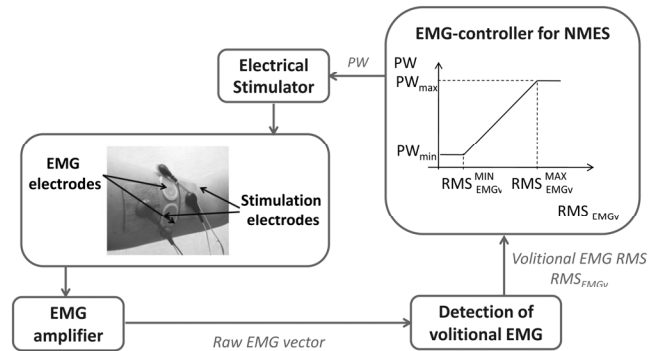 EMG-controller for NMES
PW
PWmax
PWmin
RMS MIN EMGv
RMS MAX EMGv
RMS EMGv
PW
Electrical
Stimulator
EMG
electrodes
Stimulation
electrodes
EMG
amplifier
Raw EMG vector
Detection of
volitional EMG
Volitional EMG RMS
RMSEMGv